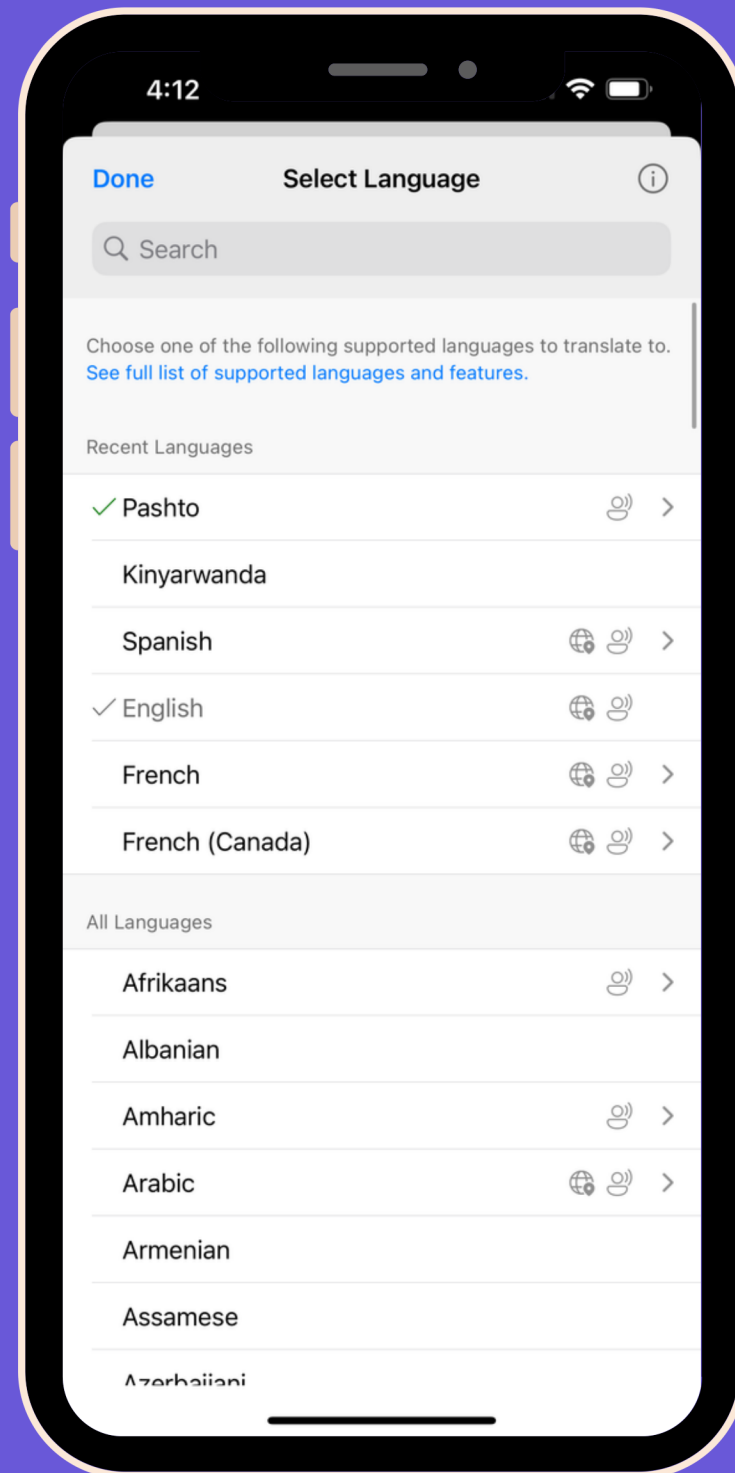 4:12
Done
Select Language
Search
Choose one of the following supported languages to translate to.
See full list of supported languages and features.
Recent Languages
Pashto
Kinyarwanda
Spanish
English
French
French (Canada)
All Languages
Afrikaans
Albanian
Amharic
Arabic
Armenian
Assamese
Azerbaijani